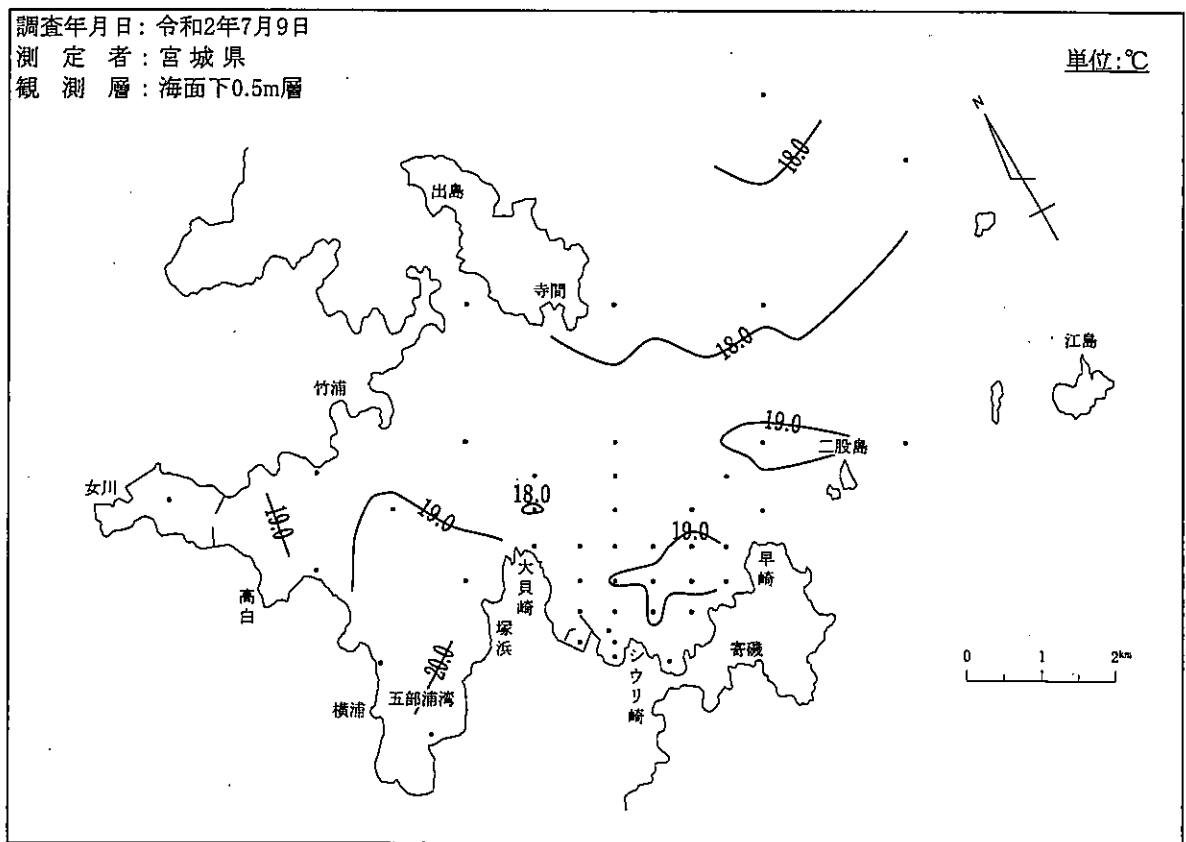 調査年月日：令和2年7月9日
測定者：宮城県
観測層：海面下0.5m層
単位：℃
N
18.0
出島
寺間
18.0
江島
竹浦
19.0
二股島
女川
18.0
19.0
19.0
19.0
大貝崎
早崎
高白
塚浜
20.0
シウリ崎
寄磯
五部浦湾
横浦
0 1 2km